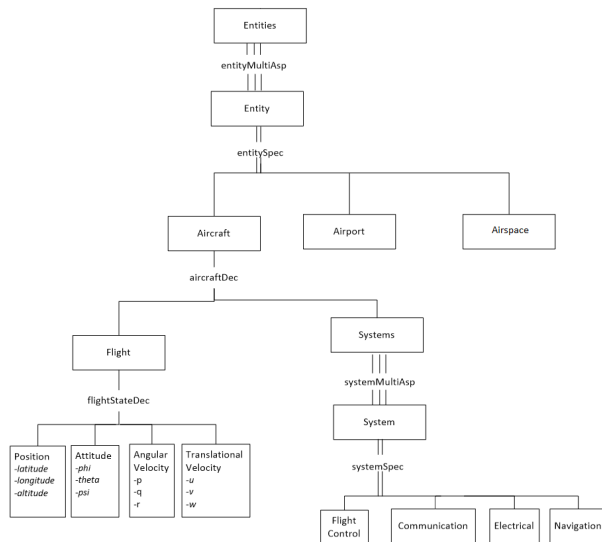 Entities
entityMultiAsp
Entity
entitySpec
Aircraft
Airport
Airspace
aircraftDec
Flight
Systems
flightStateDec
systemMultiAsp
System
systemSpec
Position
-latitude
-longitude
-altitude
Attitude
-phi
-theta
-psi
Angular
Velocity
-p
-q
-r
Translational
Velocity
-u
-v
-w
Flight
Control
Communication
Electrical
Navigation